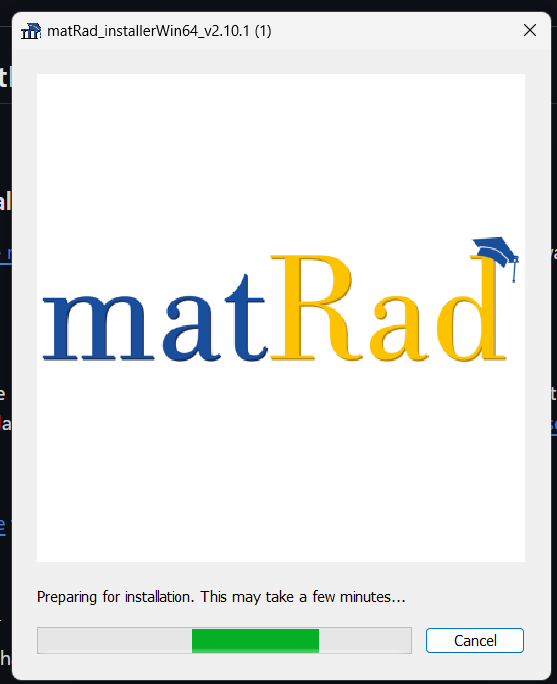 matRad_installerWin64_v2.10.1 (1)
matRad
Preparing for installation. This may take a few minutes...
Cancel